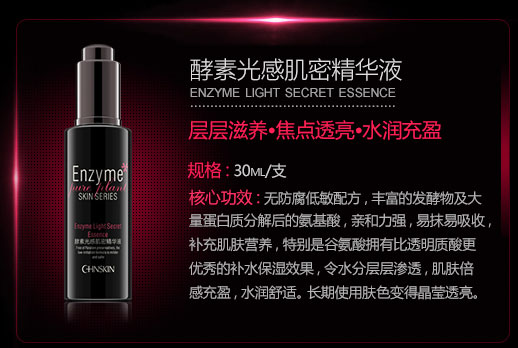 酵素光感肌密精华液
ENZYME LIGHT SECRET ESSENCE
层层滋养•焦点透亮•水润充盈
规格：30ML/支
核心功效：无防腐低敏配方，丰富的发酵物及大
量蛋白质分解后的氨基酸，亲和力强，易抹易吸收，
补充肌肤营养，特别是谷氨酸拥有比透明质酸更
优秀的补水保湿效果，令水分层层渗透，肌肤倍
感充盈，水润舒适。长期使用肤色变得晶莹透亮。
Enzyme
pure plant
SKIN SERIES
Enzyme Light Secret
Essence
酵素光感肌密精华液
CHNSKIN